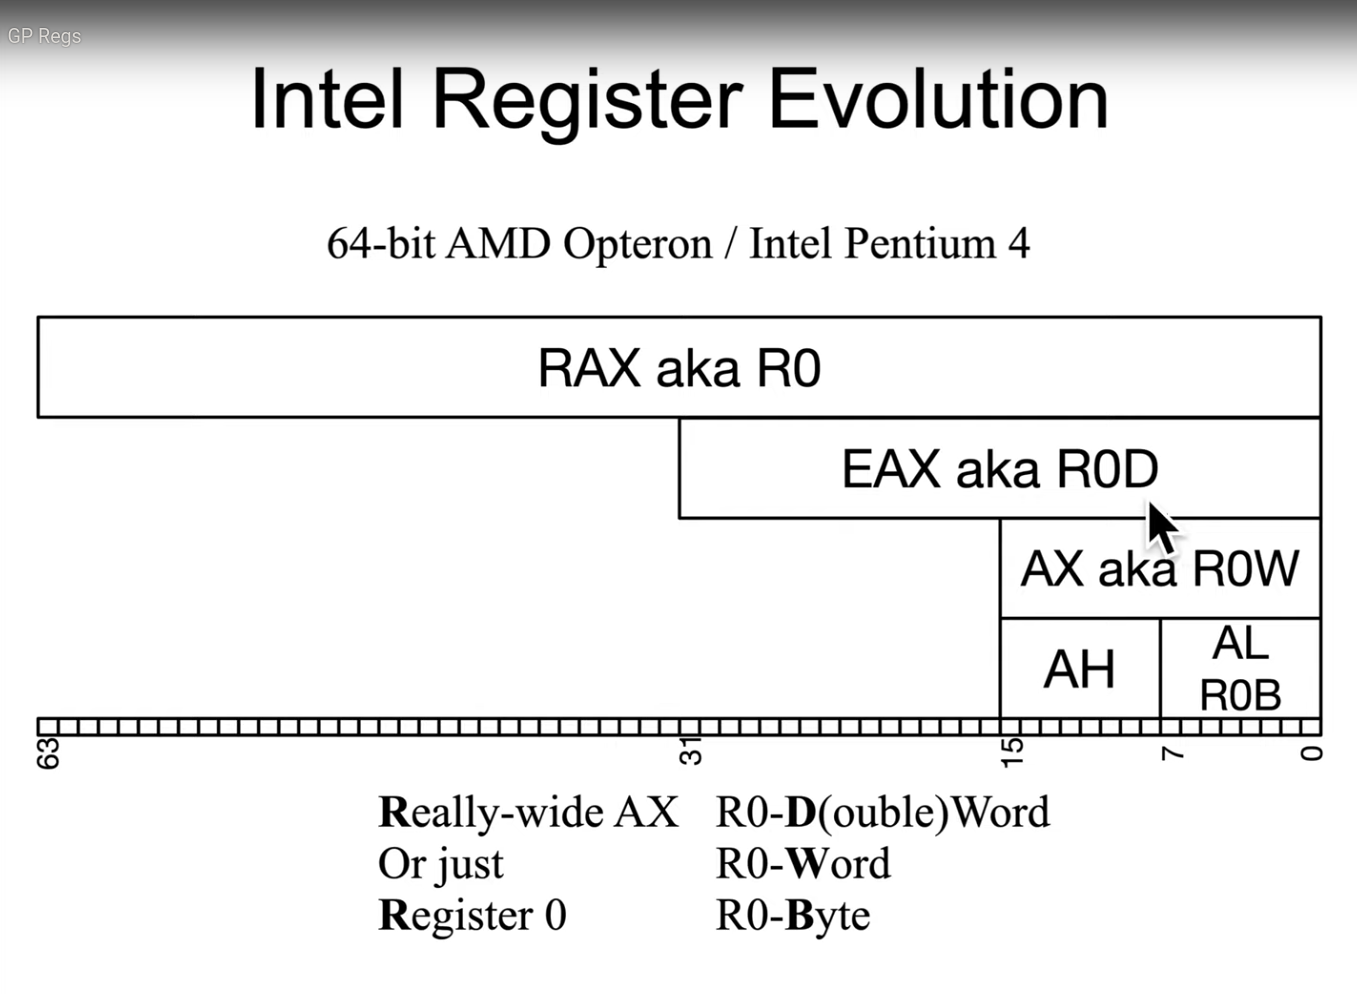 GP Regs
Intel Register Evolution
64-bit AMD Opteron / Intel Pentium 4
RAX aka R0
EAX aka R0D
AX aka R0W
AH
AL
R0B
63
31
15
7
0
Really-wide AX
Or just
Register 0
R0-D(ouble)Word
R0-Word
R0-Byte